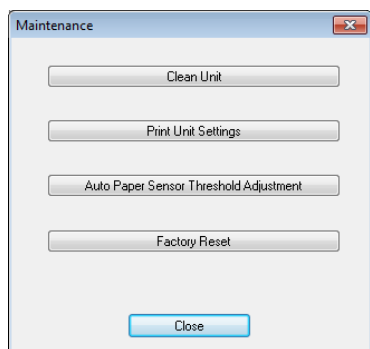 Maintenance
Clean Unit
Print Unit Settings
Auto Paper Sensor Threshold Adjustment
Factory Reset
Close